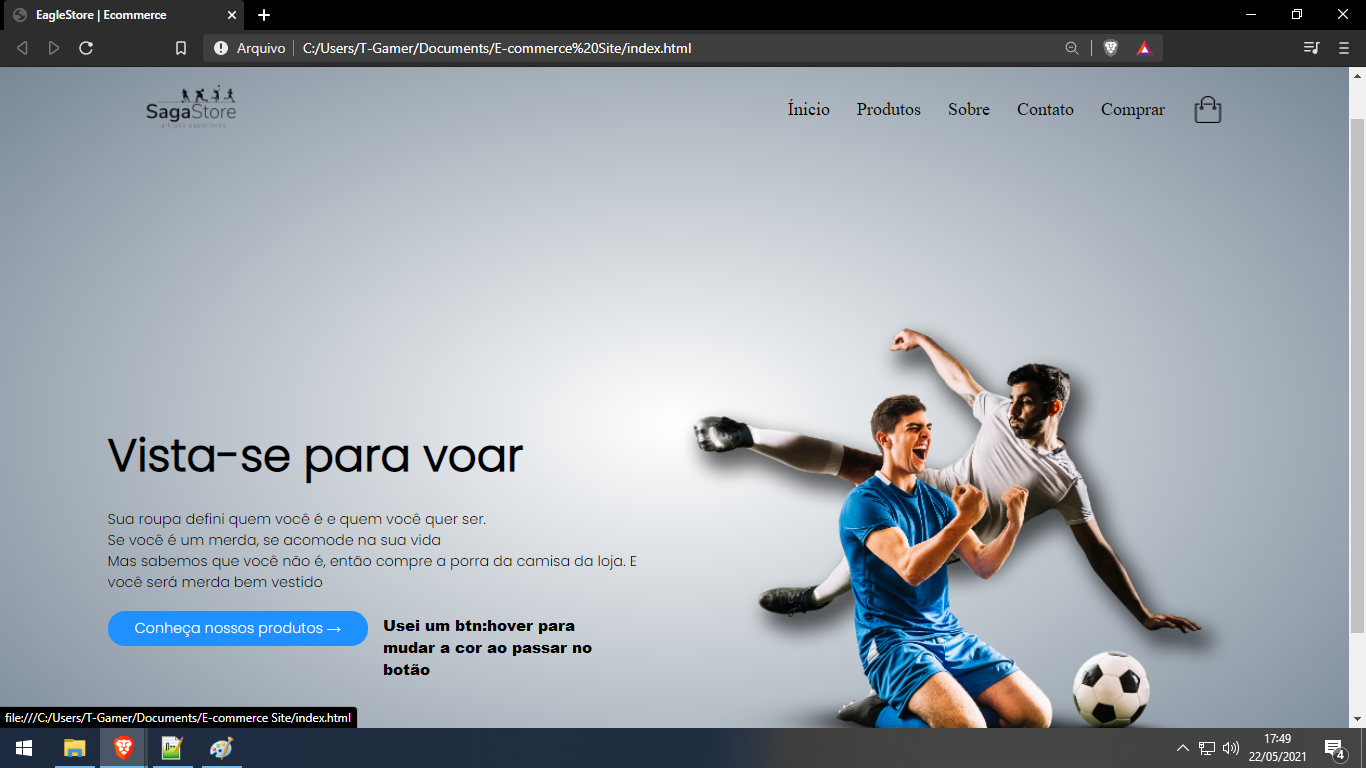 EagleStore | Ecommerce
Arquivo
C:/Users/T-Gamer/Documents/E-commerce%20Site/index.html
SagaStore
Ínicio Produtos Sobre Contato Comprar
Vista-se para voar
Sua roupa defini quem você é e quem você quer ser.
Se você é um merda, se acomode na sua vida
Mas sabemos que você não é, então compre a porra da camisa da loja. E
você será merda bem vestido
Conheça nossos produtos →
Usei um btn:hover para
mudar a cor ao passar no
botão
file:///C:/Users/T-Gamer/Documents/E-commerce Site/index.html
17:49
22/05/2021
4